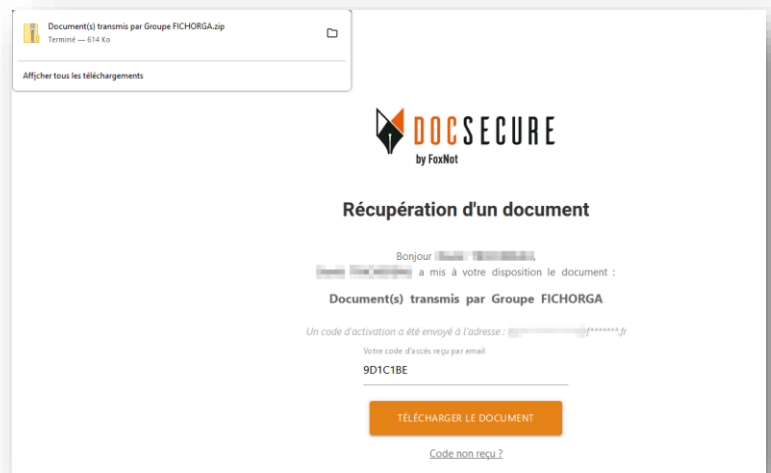 Document(s) transmis par Groupe FICHORGA.zip
Terminé — 614 Ko
Afficher tous les téléchargements
DOCSECURE
by FoxNot
Récupération d'un document
Bonjour
a mis à votre disposition le document :
Document(s) transmis par Groupe FICHORGA
Un code d'activation a été envoyé à l'adresse : f*******.fr
Votre code d'accès reçu par email
9D1C1BE
TÉLÉCHARGER LE DOCUMENT
Code non reçu ?